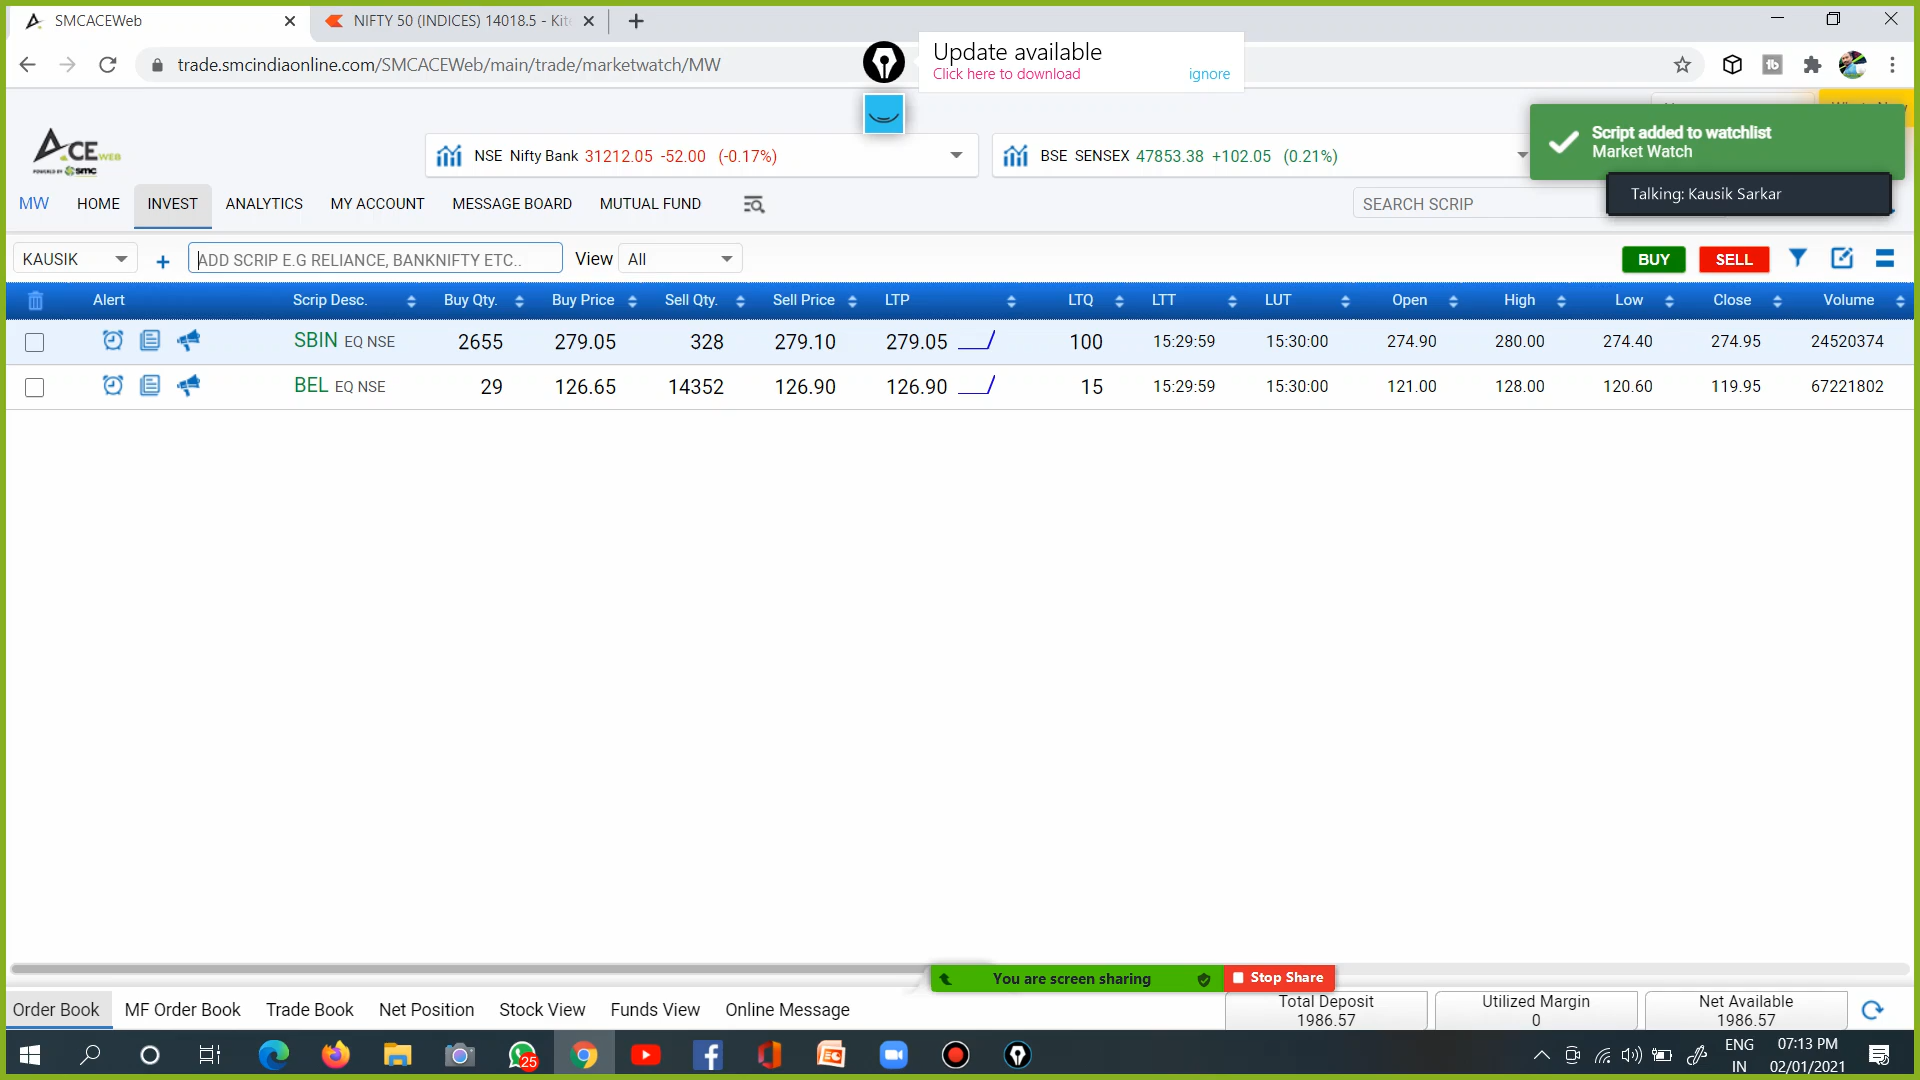 SMCACEWeb
NIFTY 50 (INDICES) 14018.5 - Kit
trade.smcindiaonline.com/SMCACEWeb/main/trade/marketwatch/MW
Update available
Click here to download ignore
ACE WEB
POWERED BY smc
NSE Nifty Bank 31212.05 -52.00 (-0.17%)
BSE SENSEX 47853.38 +102.05 (0.21%)
Script added to watchlist
Market Watch
Talking: Kausik Sarkar
MW HOME INVEST ANALYTICS MY ACCOUNT MESSAGE BOARD MUTUAL FUND
SEARCH SCRIP
KAUSIK + ADD SCRIP E.G RELIANCE, BANKNIFTY ETC.. View All BUY SELL
Alert Scrip Desc. Buy Qty. Buy Price Sell Qty. Sell Price LTP LTQ LTT LUT Open High Low Close Volume
SBIN EQ NSE 2655 279.05 328 279.10 279.05 100 15:29:59 15:30:00 274.90 280.00 274.40 274.95 24520374
BEL EQ NSE 29 126.65 14352 126.90 126.90 15 15:29:59 15:30:00 121.00 128.00 120.60 119.95 67221802
You are screen sharing Stop Share
Order Book MF Order Book Trade Book Net Position Stock View Funds View Online Message
Total Deposit
1986.57
Utilized Margin
0
Net Available
1986.57
25
ENG
IN
07:13 PM
02/01/2021